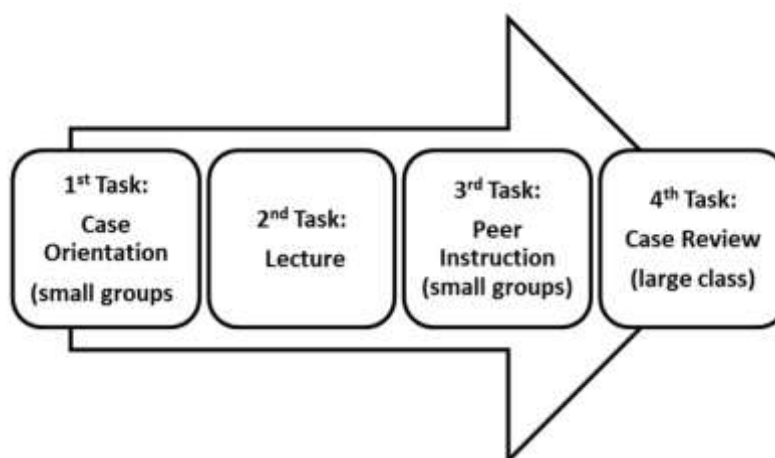 1st Task:
Case
Orientation
(small groups
2nd Task:
Lecture
3rd Task:
Peer
Instruction
(small groups)
4th Task:
Case Review
(large class)